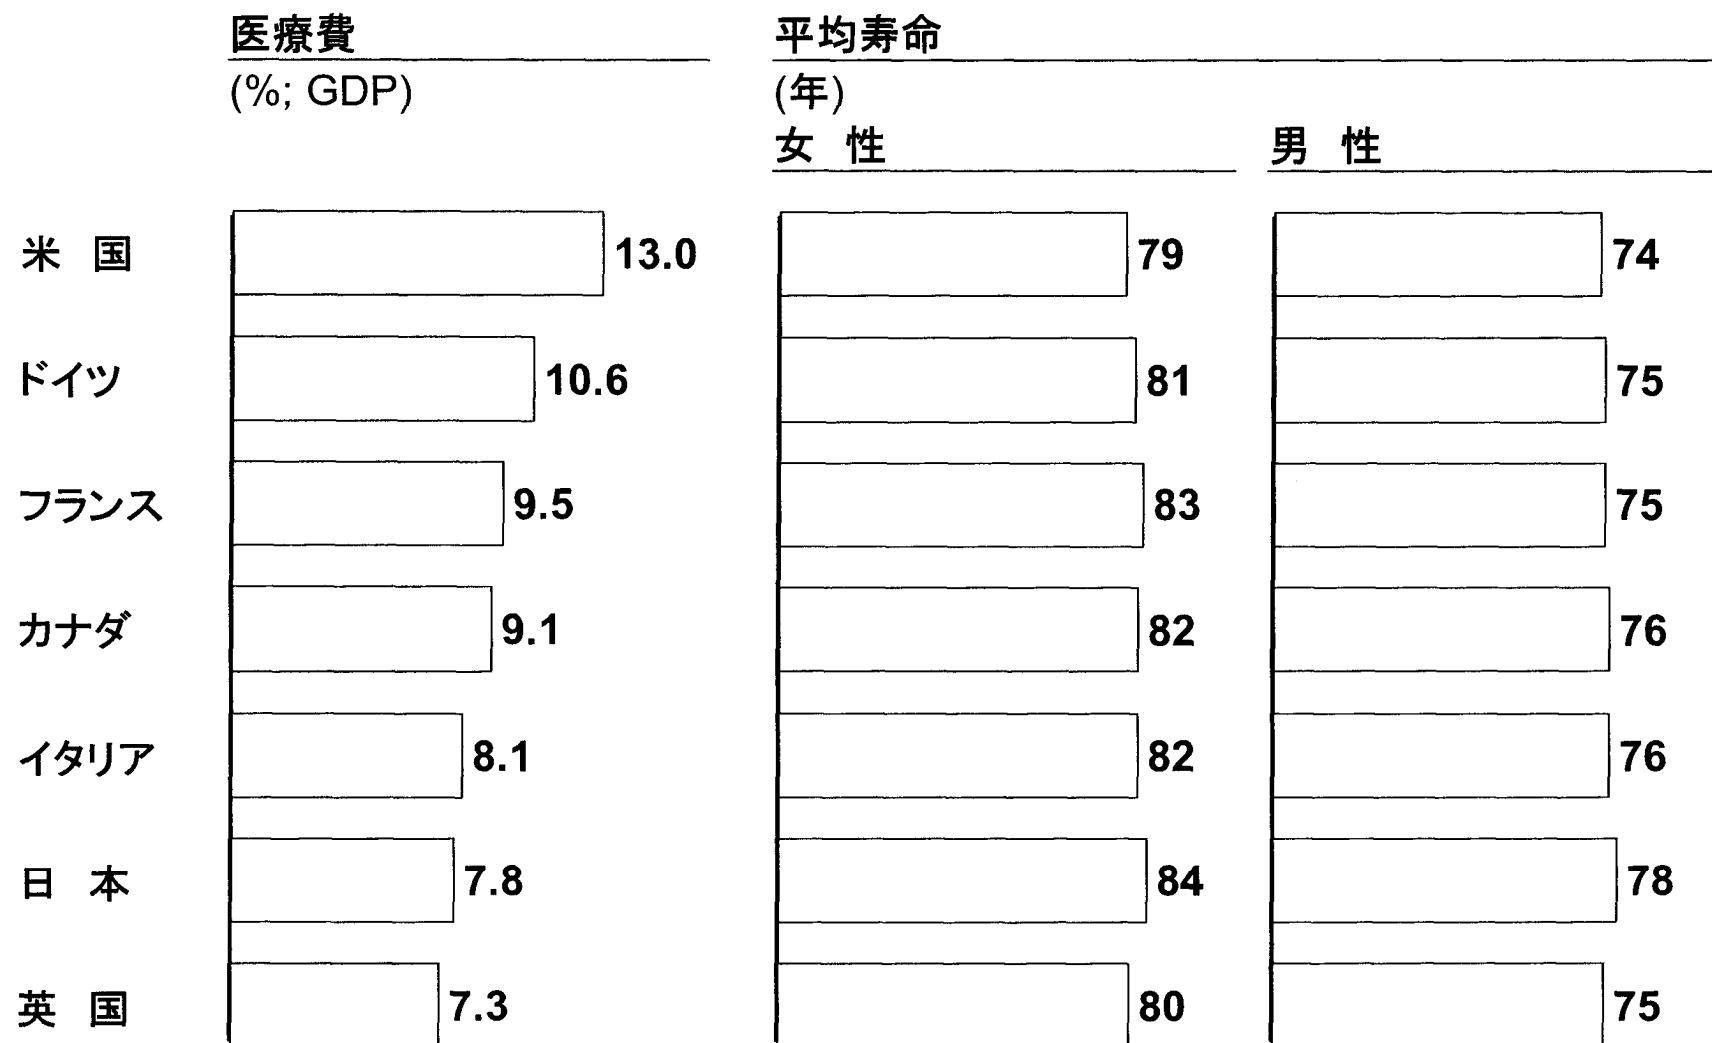 医療費 平均寿命
(%; GDP) (年)
女 性 男 性
米 国 13.0 79 74
ドイツ 10.6 81 75
フランス 9.5 83 75
カナダ 9.1 82 76
イタリア 8.1 82 76
日 本 7.8 84 78
英 国 7.3 80 75